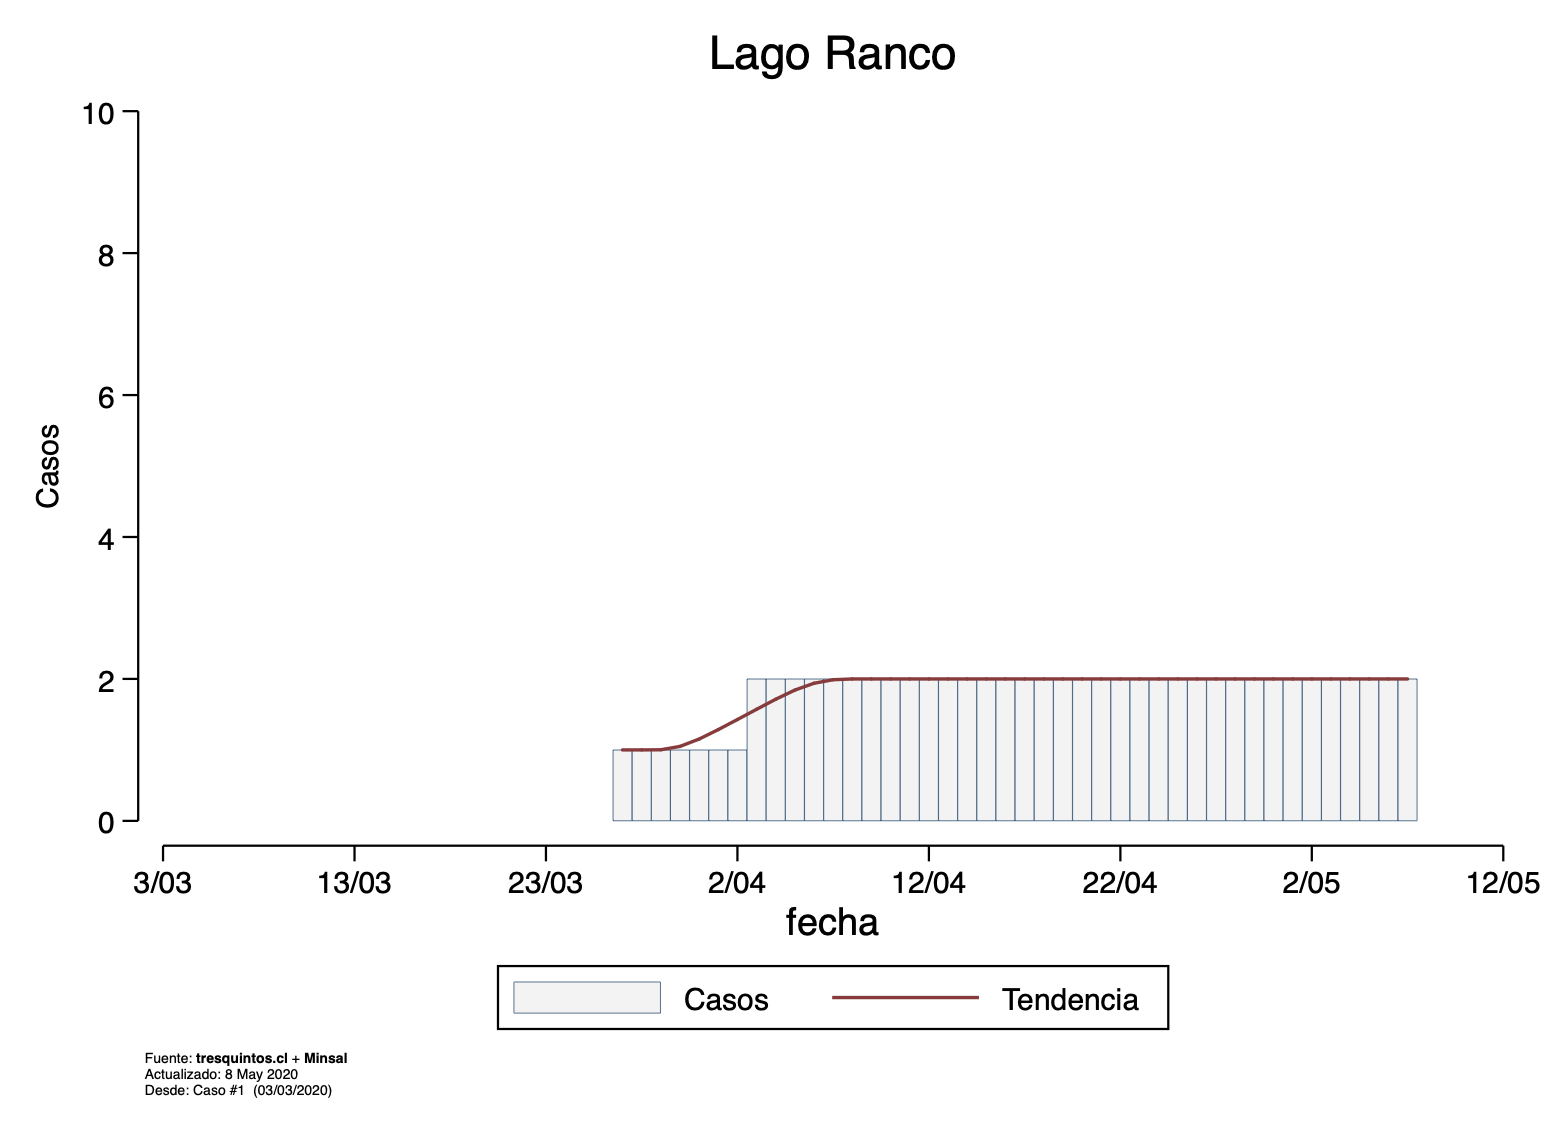 Lago Ranco
10
8
6
4
2
0
Casos
3/03 13/03 23/03 2/04 12/04 22/04 2/05 12/05
fecha
Casos Tendencia
Fuente: tresquintos.cl + Minsal
Actualizado: 8 May 2020
Desde: Caso #1 (03/03/2020)